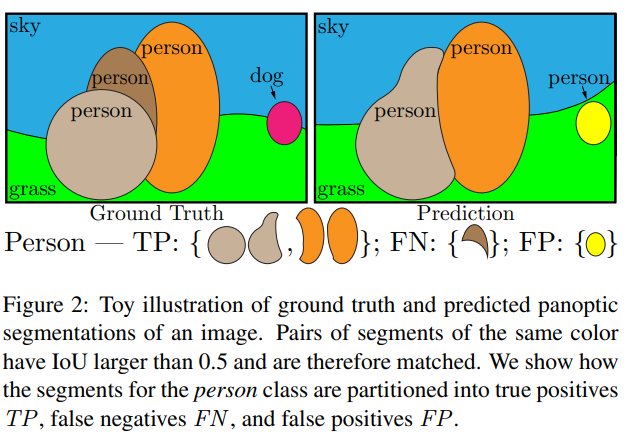 sky
person
person
dog
person
grass
Ground Truth
sky
person
person
person
grass
Prediction
Person — TP: { , }; FN: { }; FP: { }
Figure 2: Toy illustration of ground truth and predicted panoptic
segmentations of an image. Pairs of segments of the same color
have IoU larger than 0.5 and are therefore matched. We show how
the segments for the person class are partitioned into true positives
TP, false negatives FN, and false positives FP.